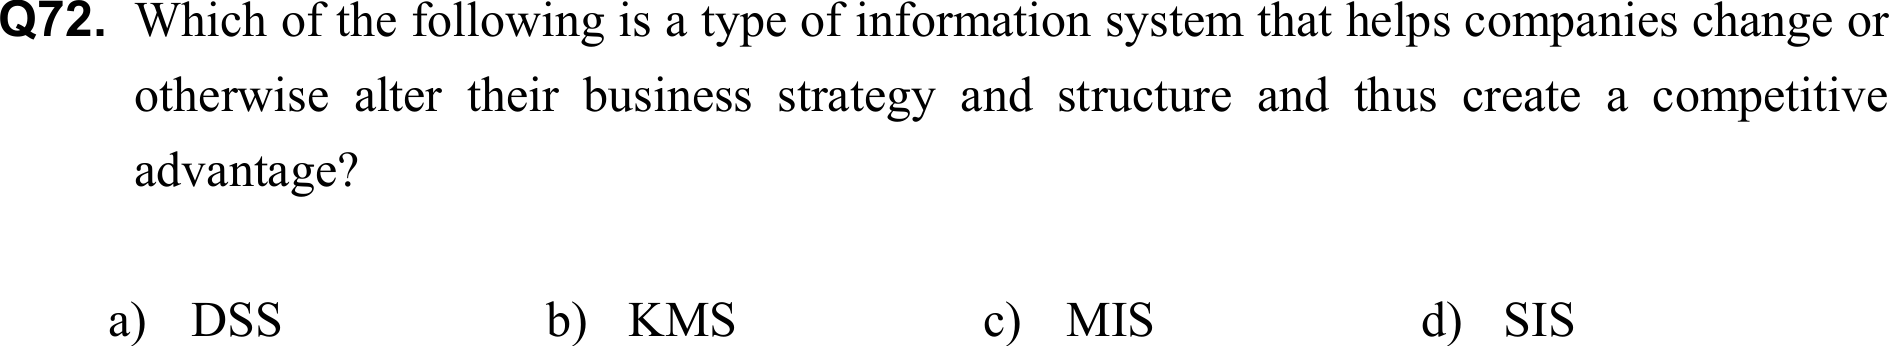 Q72. Which of the following is a type of information system that helps companies change or
otherwise alter their business strategy and structure and thus create a competitive
advantage?
a) DSS b) KMS c) MIS d) SIS